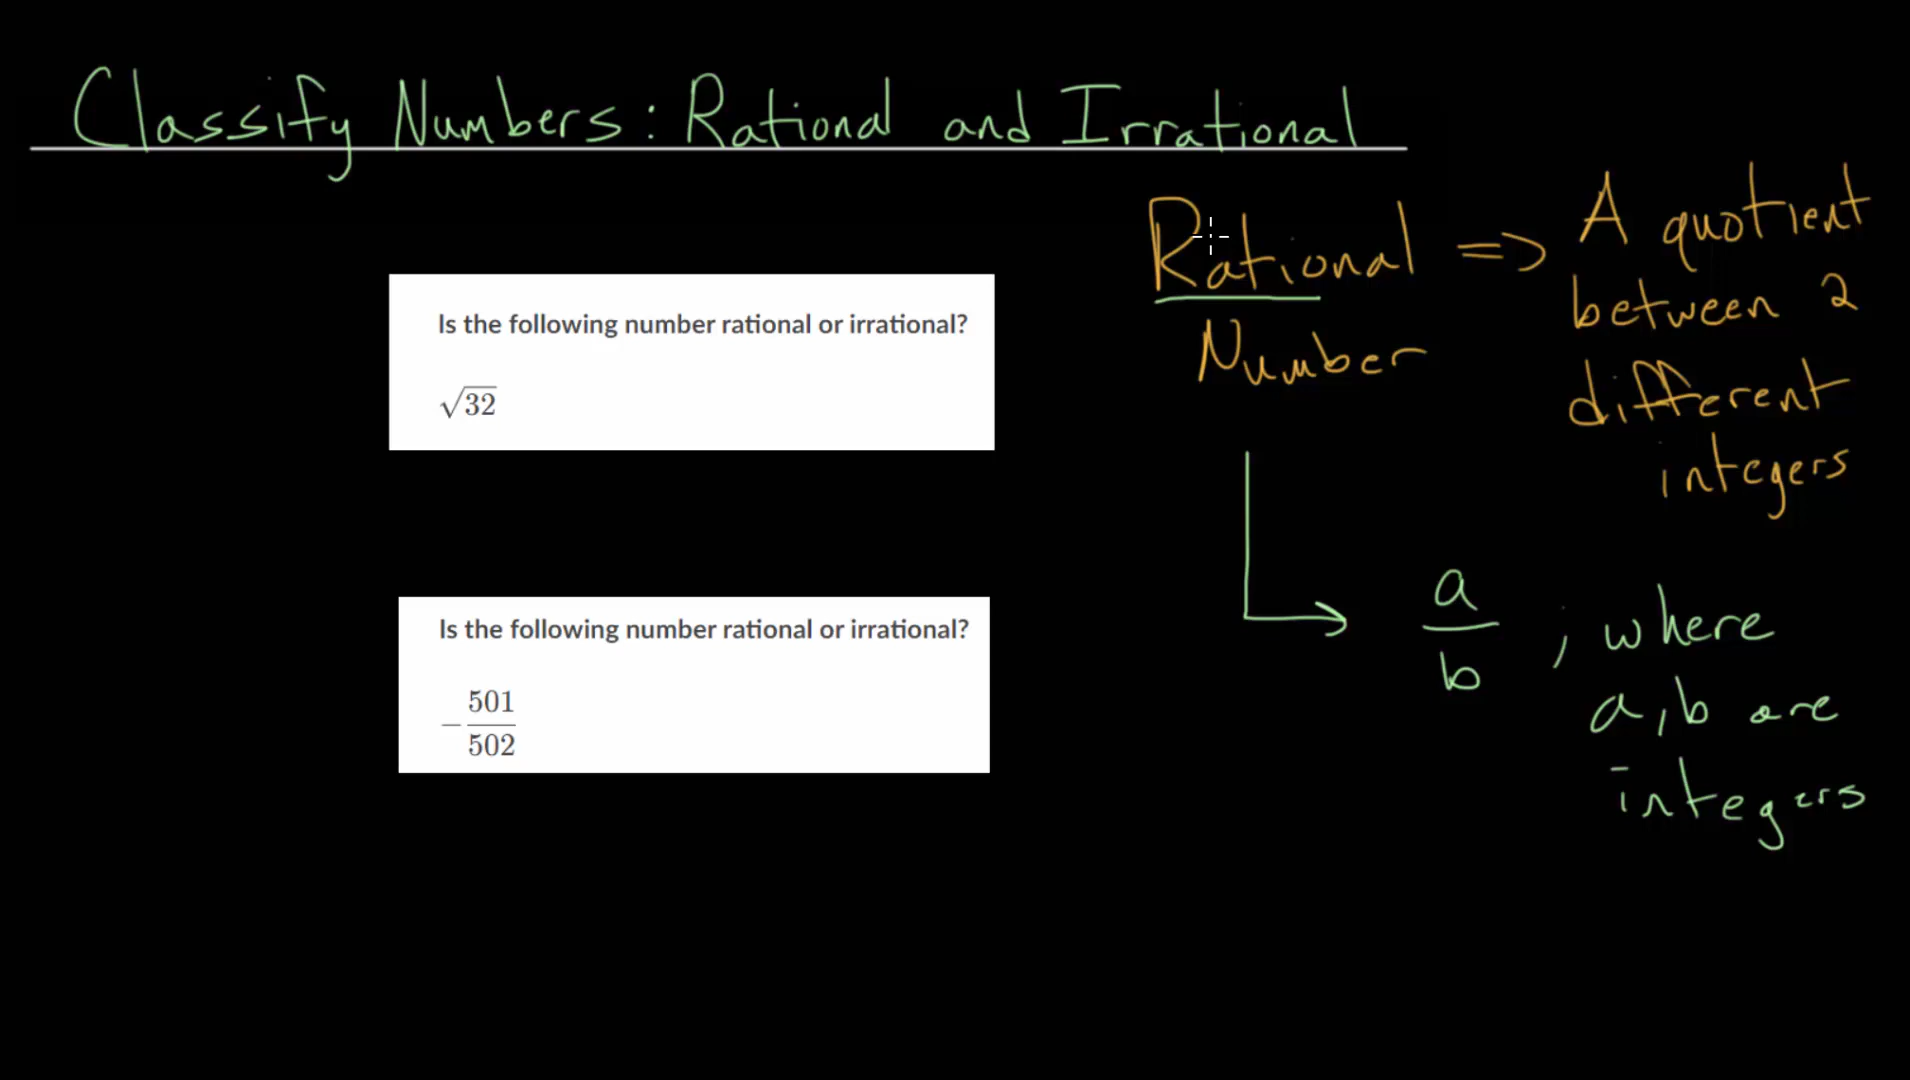 Classify Numbers: Rational and Irrational
Is the following number rational or irrational?
√32
Is the following number rational or irrational?
-501/502
Rational
Number
=> A quotient
between 2
different
integers
a/b ; where
a, b are
integers